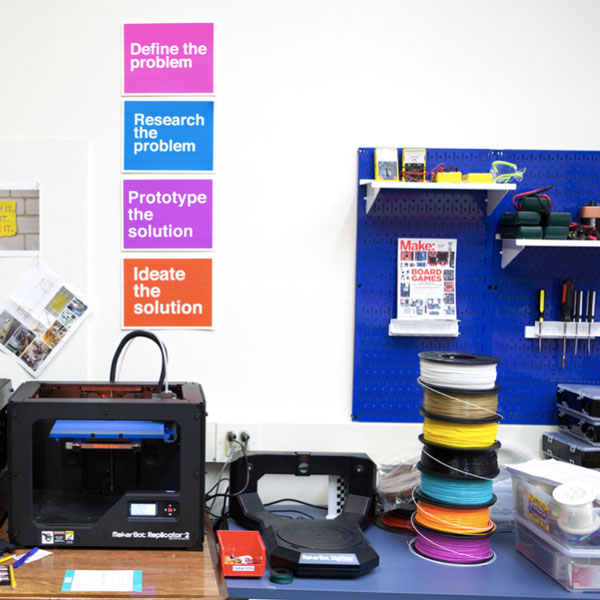 Define the
problem
Research
the
problem
Prototype
the
solution
Ideate
the
solution
Make:
BOARD
GAMES
MakerBot Replicator 2